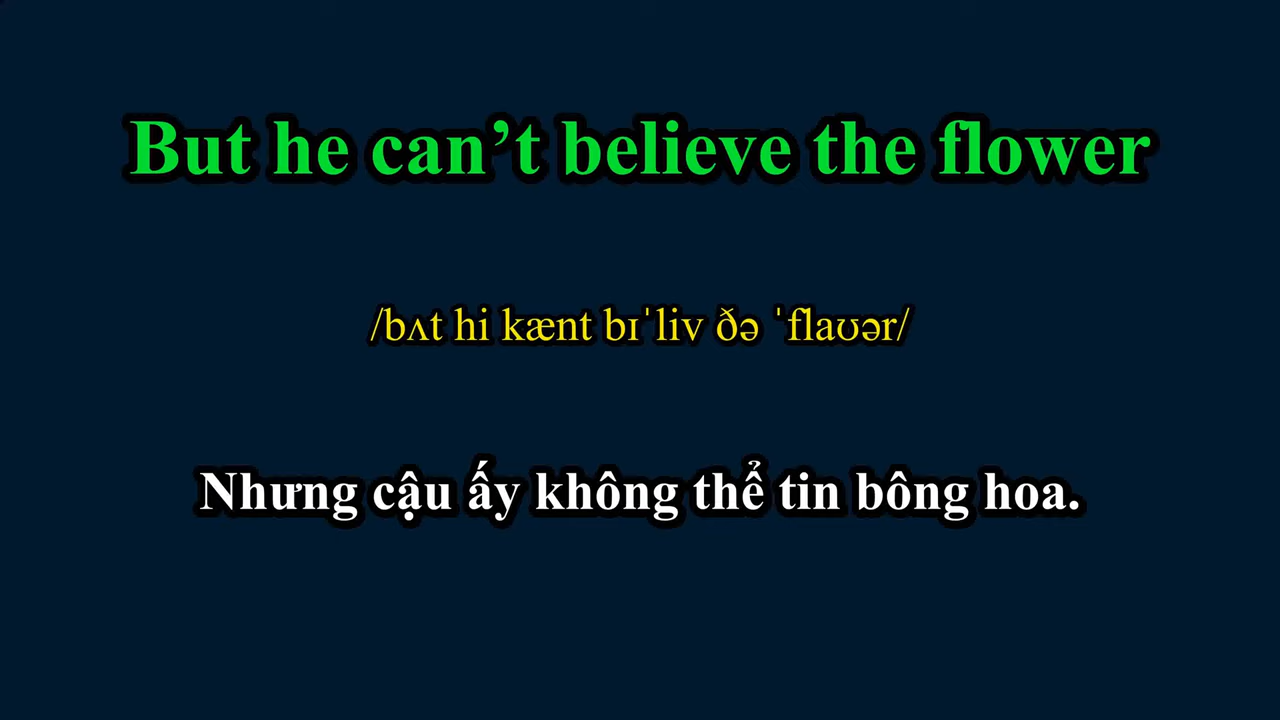 But he can’t believe the flower
/bʌt hi kænt bɪˈliv ðə ˈflaʊər/
Nhưng cậu ấy không thể tin bông hoa.